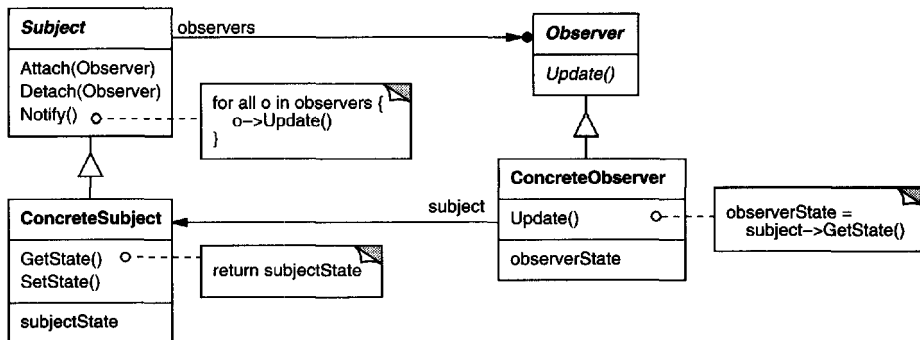 Subject
observers
Observer
Attach(Observer)
Detach(Observer)
Notify()
Update()
for all o in observers {
o->Update()
}
ConcreteSubject
GetState()
SetState()
subjectState
return subjectState
subject
ConcreteObserver
Update()
observerState
observerState =
subject->GetState()